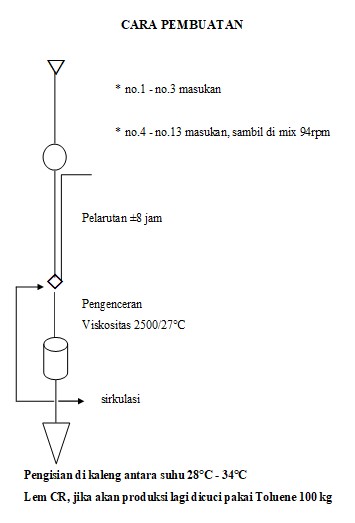 CARA PEMBUATAN
* no.1 - no.3 masukan
* no.4 - no.13 masukan, sambil di mix 94rpm
Pelarutan ±8 jam
Pengenceran
Viskositas 2500/27°C
sirkulasi
Pengisian di kaleng antara suhu 28°C - 34°C
Lem CR, jika akan produksi lagi dicuci pakai Toluene 100 kg